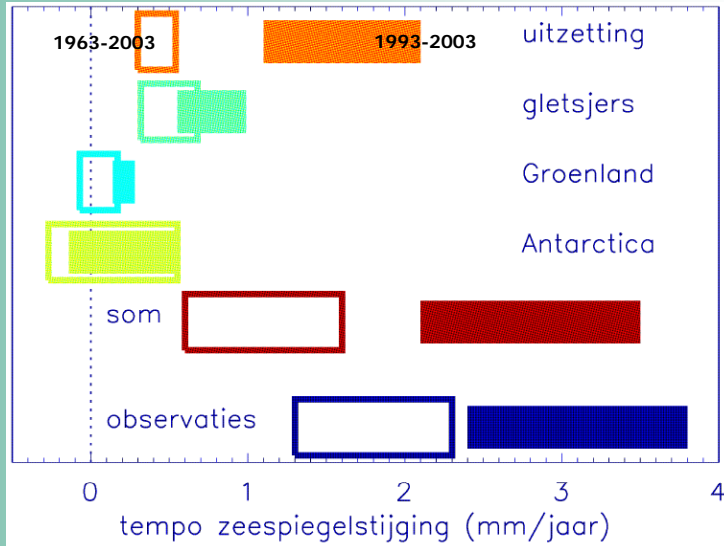 1963-2003 1993-2003 uitzetting
gletsjers
Groenland
Antarctica
som
observaties
0 1 2 3 4
tempo zeespiegelstijging (mm/jaar)